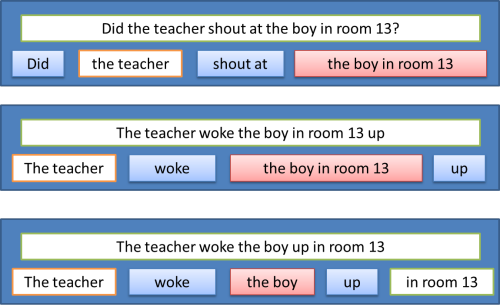 Did the teacher shout at the boy in room 13?
Did the teacher shout at the boy in room 13
The teacher woke the boy in room 13 up
The teacher woke the boy in room 13 up
The teacher woke the boy up in room 13
The teacher woke the boy up in room 13